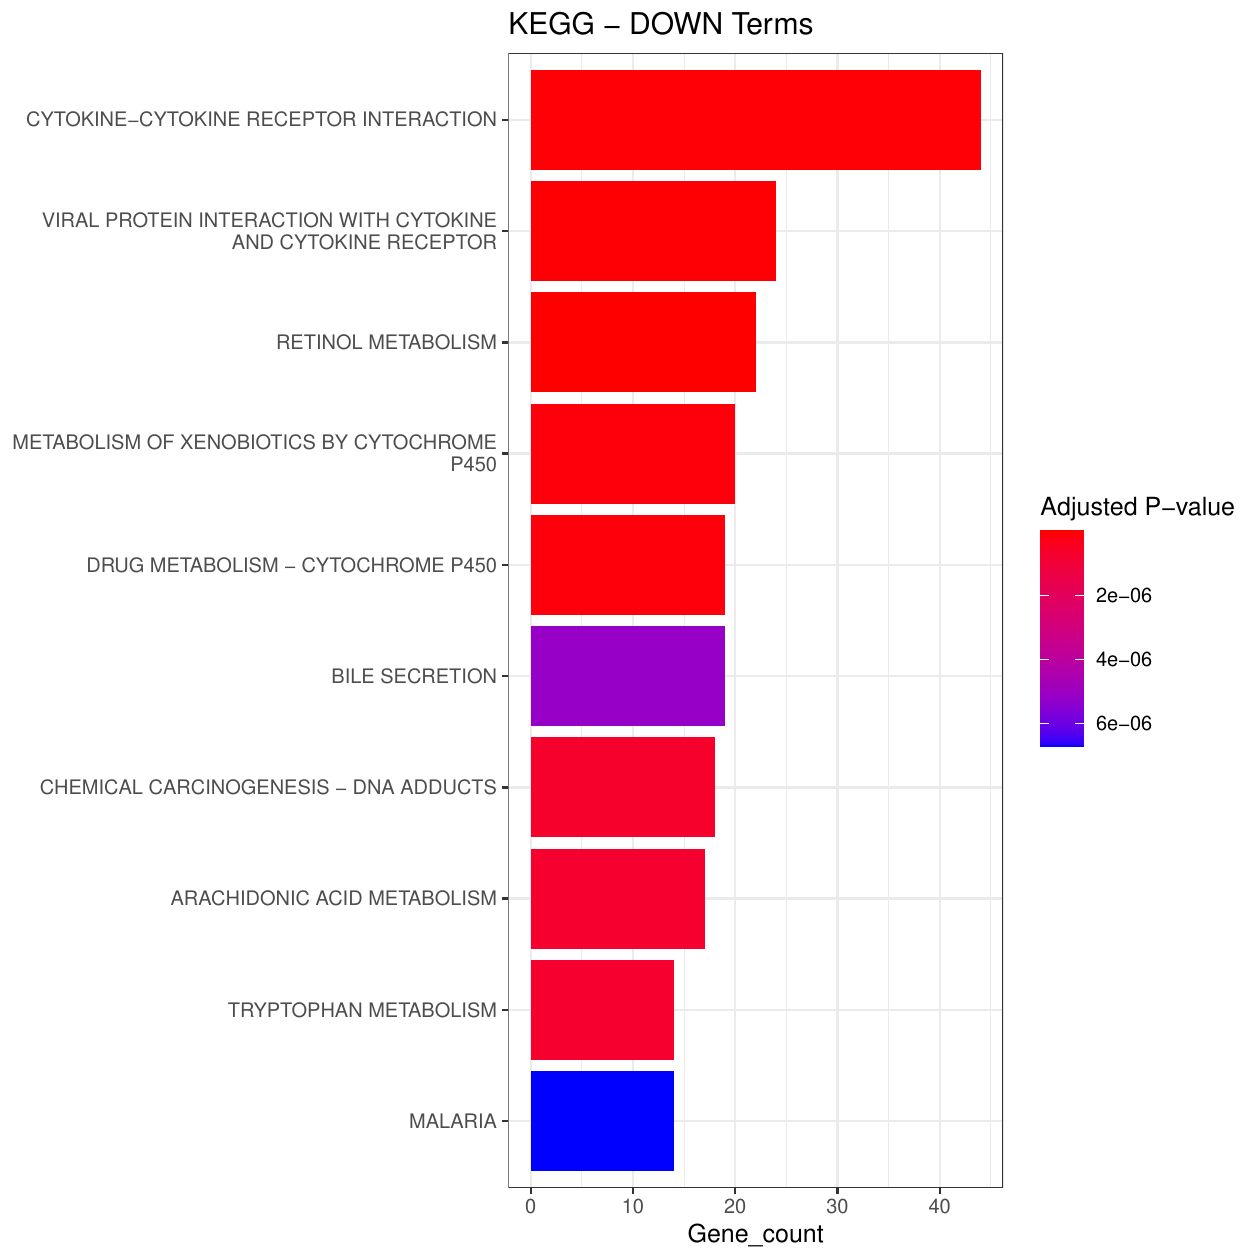 KEGG − DOWN Terms
CYTOKINE−CYTOKINE RECEPTOR INTERACTION
VIRAL PROTEIN INTERACTION WITH CYTOKINE
AND CYTOKINE RECEPTOR
RETINOL METABOLISM
METABOLISM OF XENOBIOTICS BY CYTOCHROME
P450
DRUG METABOLISM − CYTOCHROME P450
BILE SECRETION
CHEMICAL CARCINOGENESIS − DNA ADDUCTS
ARACHIDONIC ACID METABOLISM
TRYPTOPHAN METABOLISM
MALARIA
0 10 20 30 40
Gene_count
Adjusted P−value
2e−06
4e−06
6e−06